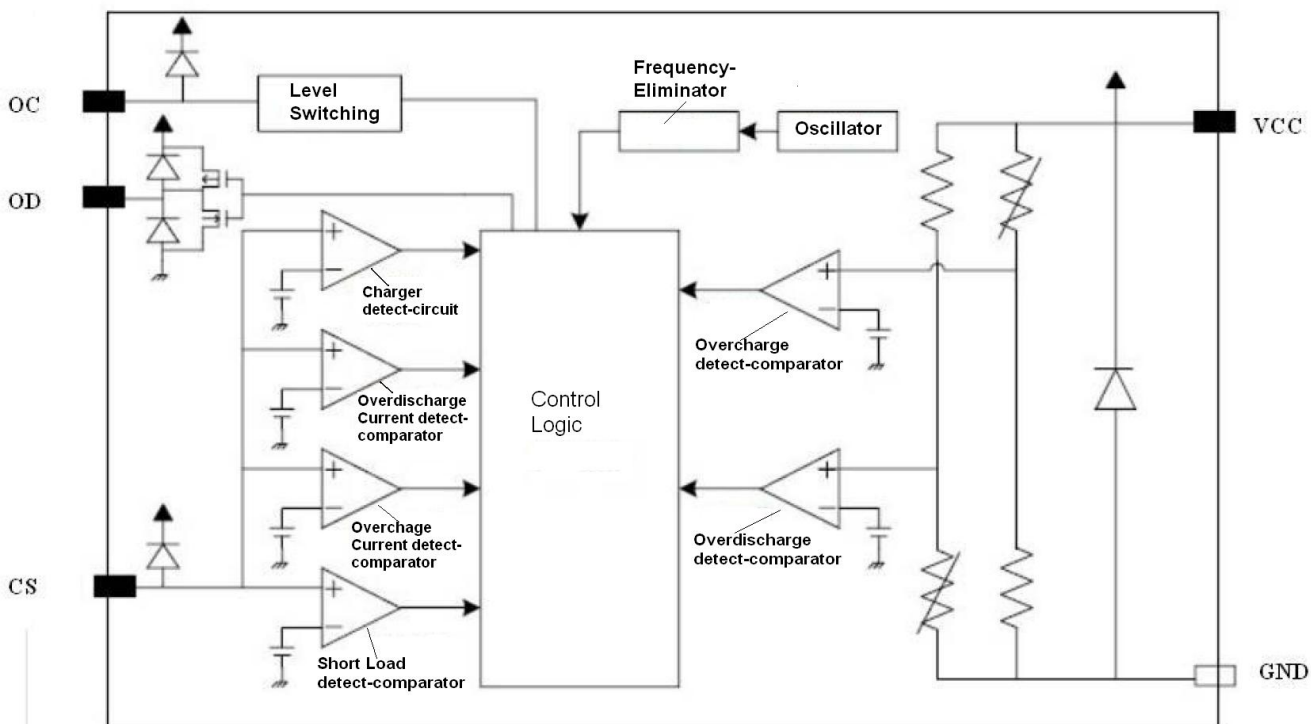 OC
Level
Switching
Frequency-
Eliminator
Oscillator
VCC
OD
+
−
Charger
detect-circuit
+
−
Overcharge
detect-comparator
+
−
Overdischarge
Current detect-
comparator
Control
Logic
+
−
Overchage
Current detect-
comparator
+
−
Overdischarge
detect-comparator
CS
+
−
Short Load
detect-comparator
GND